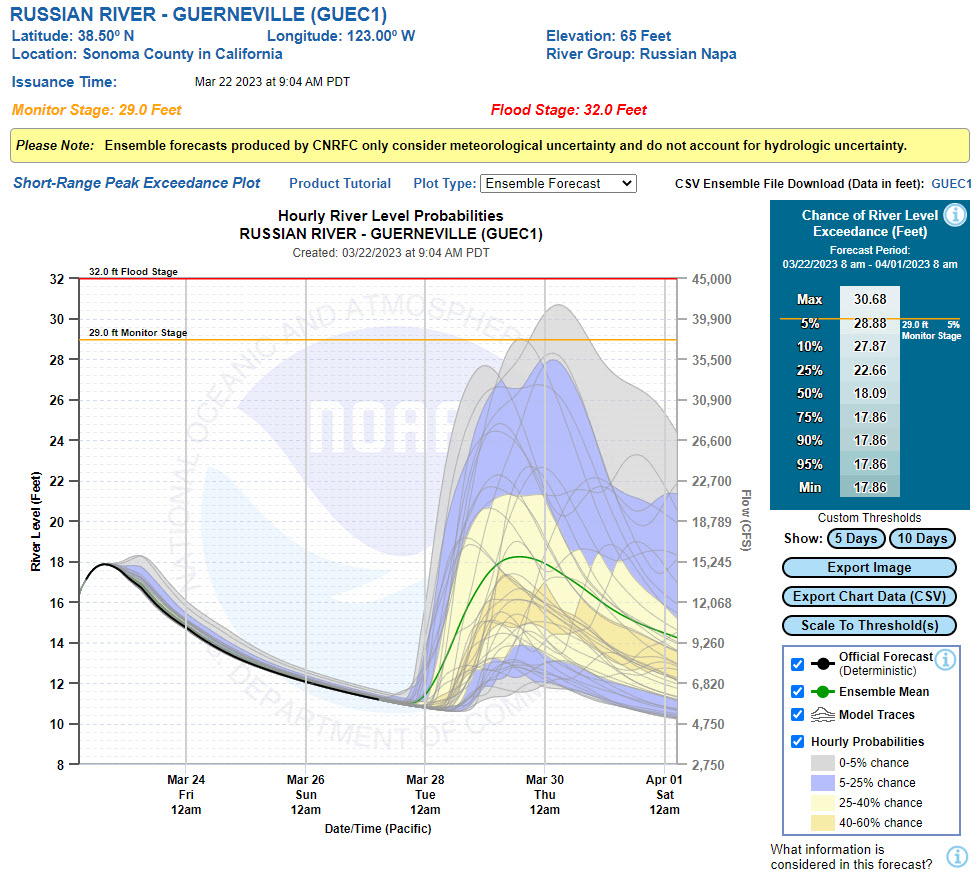 RUSSIAN RIVER - GUERNEVILLE (GUEC1)
Latitude: 38.50º N Longitude: 123.00º W Elevation: 65 Feet
Location: Sonoma County in California River Group: Russian Napa
Issuance Time: Mar 22 2023 at 9:04 AM PDT
Monitor Stage: 29.0 Feet Flood Stage: 32.0 Feet
Please Note: Ensemble forecasts produced by CNRFC only consider meteorological uncertainty and do not account for hydrologic uncertainty.
Short-Range Peak Exceedance Plot Product Tutorial Plot Type: Ensemble Forecast CSV Ensemble File Download (Data in feet): GUEC1
Hourly River Level Probabilities
RUSSIAN RIVER - GUERNEVILLE (GUEC1)
Created: 03/22/2023 at 9:04 AM PDT
32.0 ft Flood Stage
29.0 ft Monitor Stage
River Level (Feet)
32
30
28
26
24
22
20
18
16
14
12
10
8
45,000
39,900
35,500
30,900
26,600
22,700
18,789
15,245
12,068
9,260
6,820
4,750
2,750
Flow (CFS)
NATIONAL OCEANIC AND ATMOSPHER
NOAA
DEPARTMENT OF COMM
Mar 24 Mar 26 Mar 28 Mar 30 Apr 01
Fri Sun Tue Thu Sat
12am 12am 12am 12am 12am
Date/Time (Pacific)
Chance of River Level i
Exceedance (Feet)
Forecast Period:
03/22/2023 8 am - 04/01/2023 8 am
Max 30.68
5% 28.88
29.0 ft 5%
Monitor Stage
10% 27.87
25% 22.66
50% 18.09
75% 17.86
90% 17.86
95% 17.86
Min 17.86
Custom Thresholds
Show: 5 Days 10 Days
Export Image
Export Chart Data (CSV)
Scale To Threshold(s)
Official Forecast i
(Deterministic)
Ensemble Mean
Model Traces
Hourly Probabilities
0-5% chance
5-25% chance
25-40% chance
40-60% chance
What information is
considered in this forecast? i